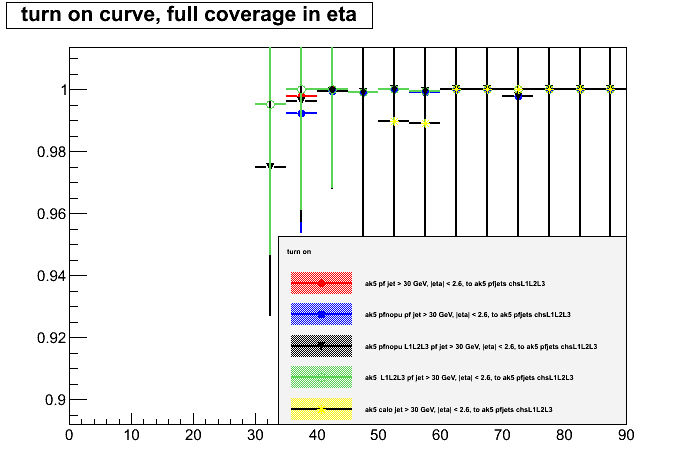 turn on curve, full coverage in eta
1
0.98
0.96
0.94
0.92
0.9
0 10 20 30 40 50 60 70 80 90
turn on
ak5 pf jet > 30 GeV, |eta| < 2.6, to ak5 pfjets chsL1L2L3
ak5 pfnopu pf jet > 30 GeV, |eta| < 2.6, to ak5 pfjets chsL1L2L3
ak5 pfnopu L1L2L3 pf jet > 30 GeV, |eta| < 2.6, to ak5 pfjets chsL1L2L3
ak5 L1L2L3 pf jet > 30 GeV, |eta| < 2.6, to ak5 pfjets chsL1L2L3
ak5 calo jet > 30 GeV, |eta| < 2.6, to ak5 pfjets chsL1L2L3